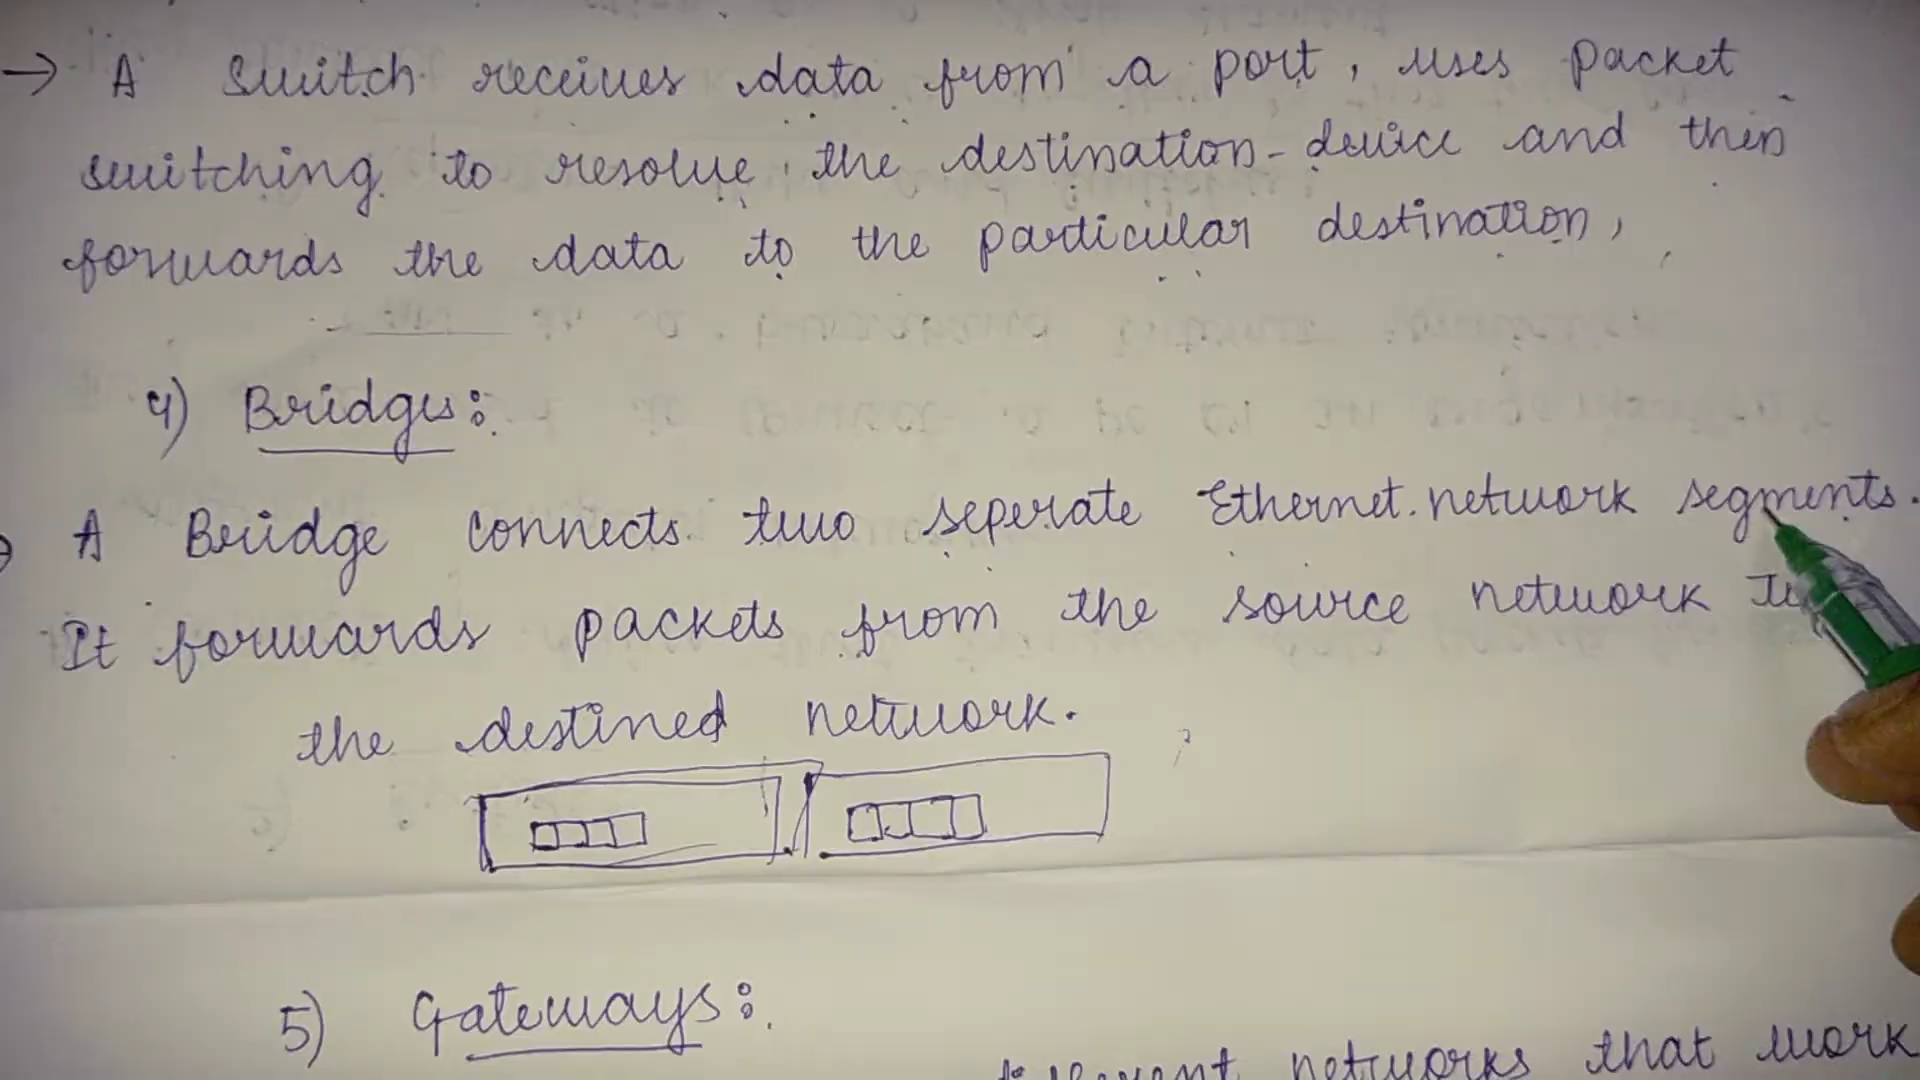 → A Switch receives data from a port, uses packet
switching to resolve the destination-device and then
forwards the data to the particular destination,
4) Bridges:
A Bridge connects two seperate Ethernet network segments.
It forwards packets from the source network to
the destined network.
5) Gateways:
networks that work